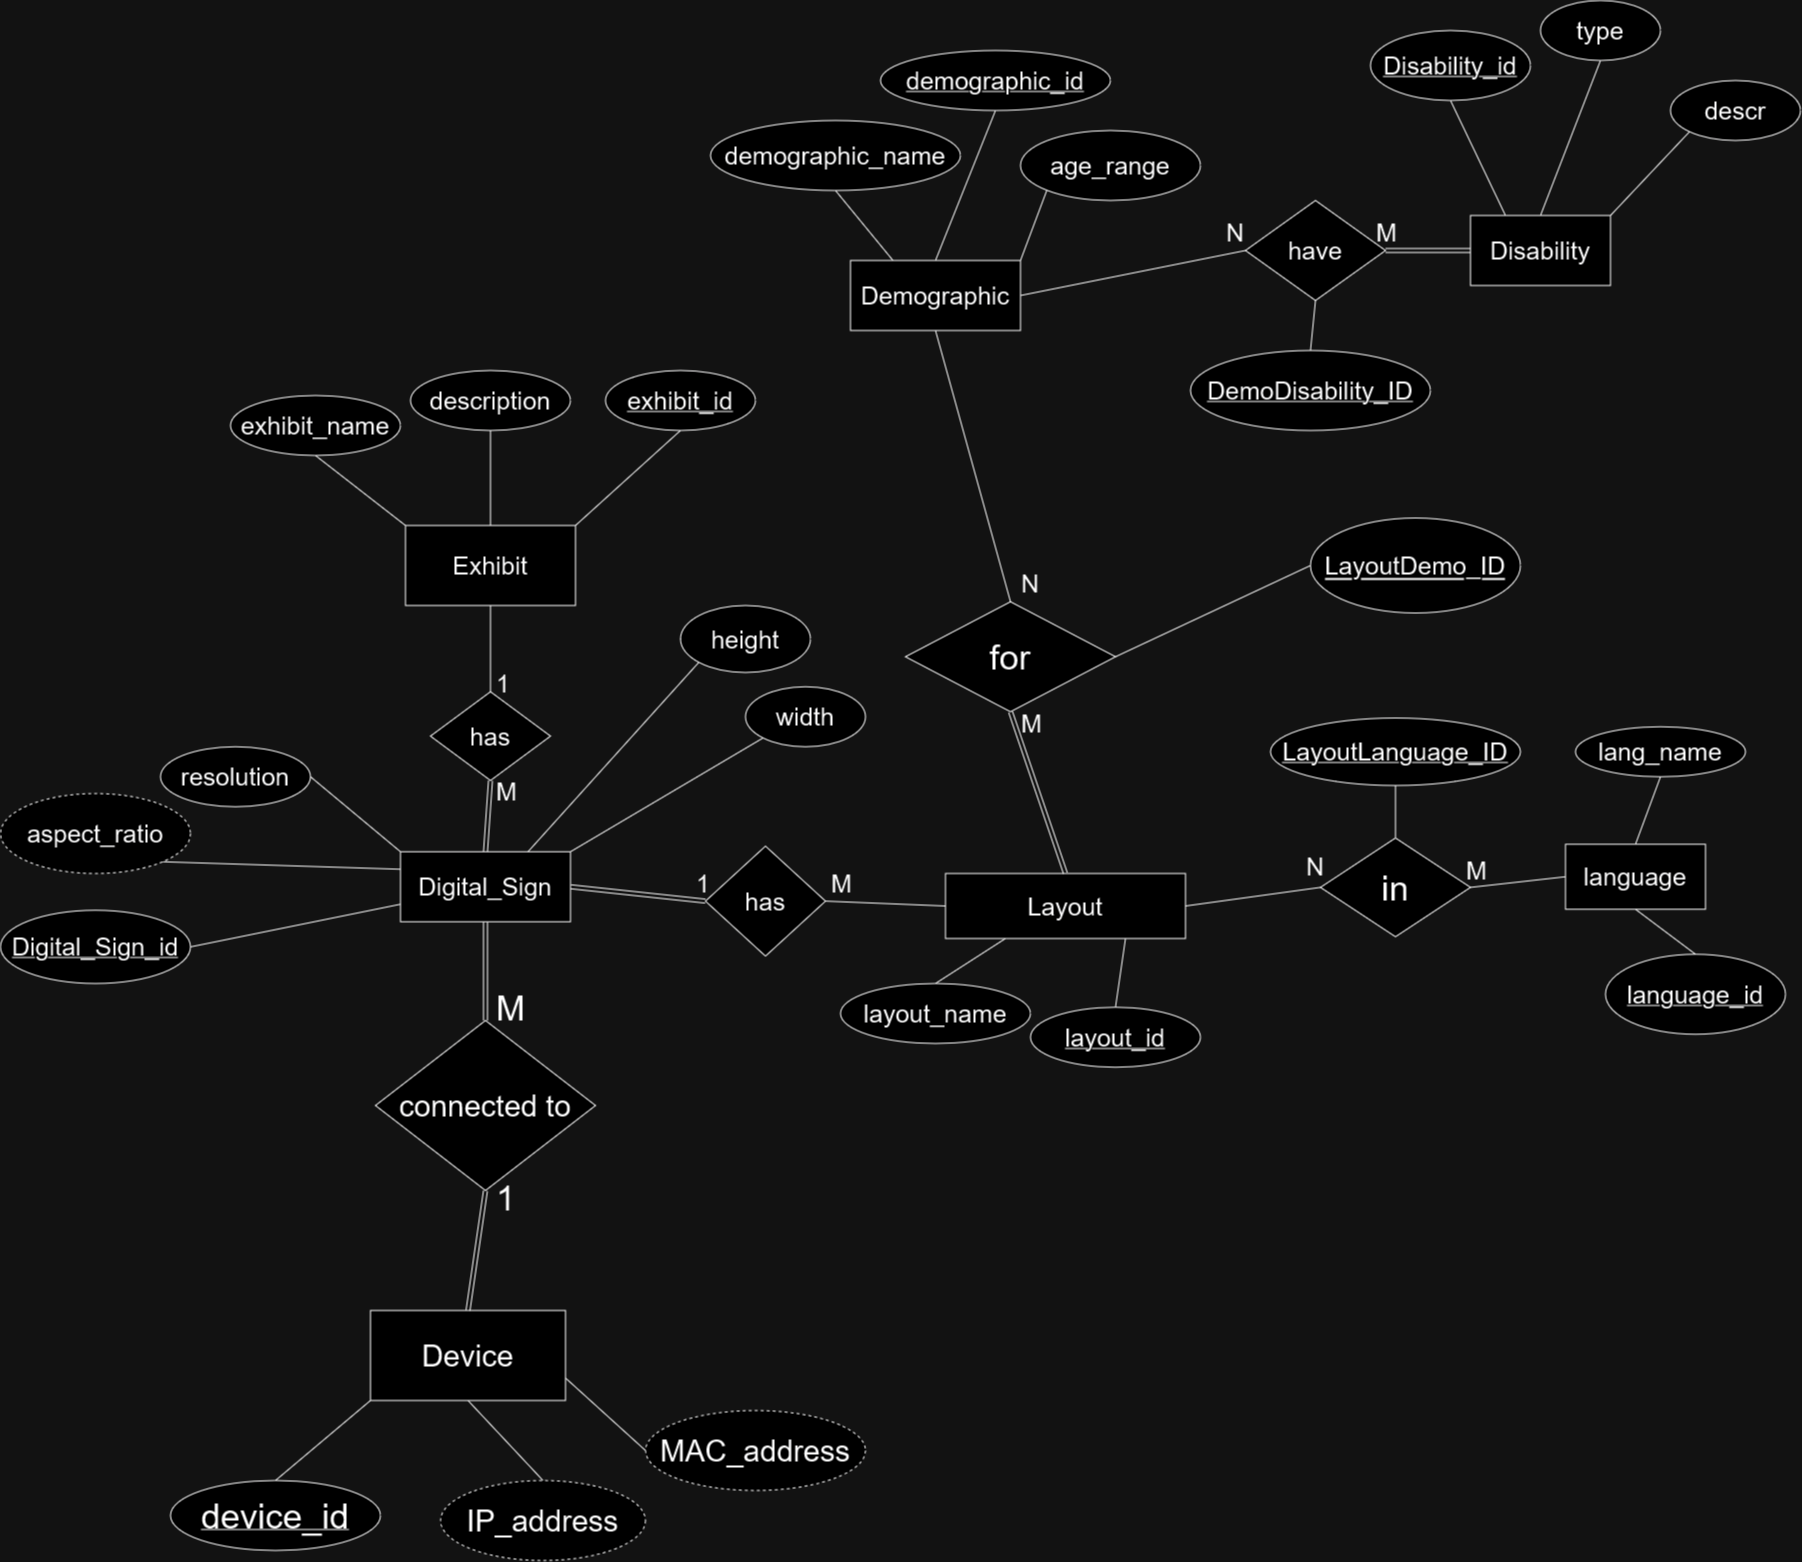 type
Disability_id
demographic_id
descr
demographic_name
age_range
N
M
have
Disability
Demographic
DemoDisability_ID
description
exhibit_id
exhibit_name
Exhibit
LayoutDemo_ID
N
height
for
1
width
M
has
LayoutLanguage_ID
lang_name
resolution
M
aspect_ratio
N
M
language
Digital_Sign
1
M
in
has
Layout
Digital_Sign_id
language_id
M
layout_name
layout_id
connected to
1
Device
MAC_address
device_id
IP_address